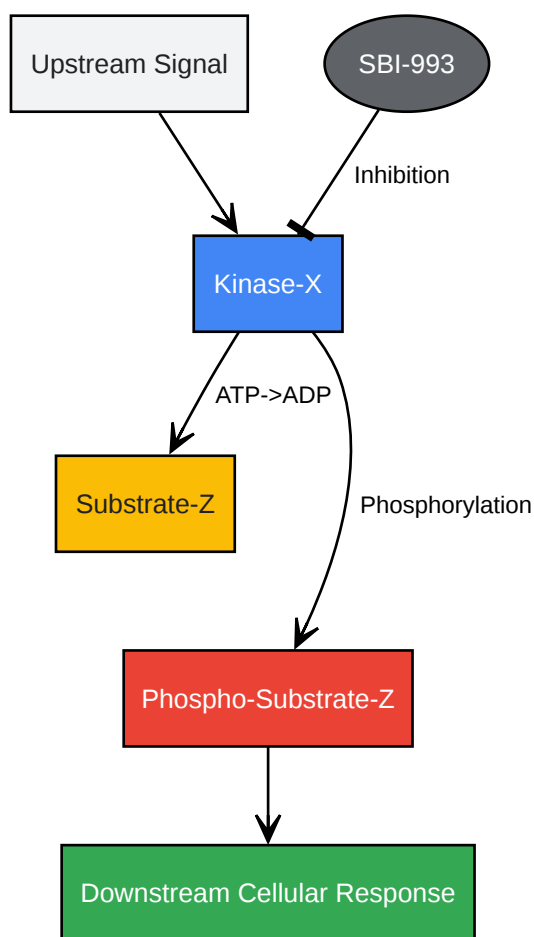 Upstream Signal
SBI-993
Inhibition
Kinase-X
ATP->ADP
Substrate-Z
Phosphorylation
Phospho-Substrate-Z
Downstream Cellular Response